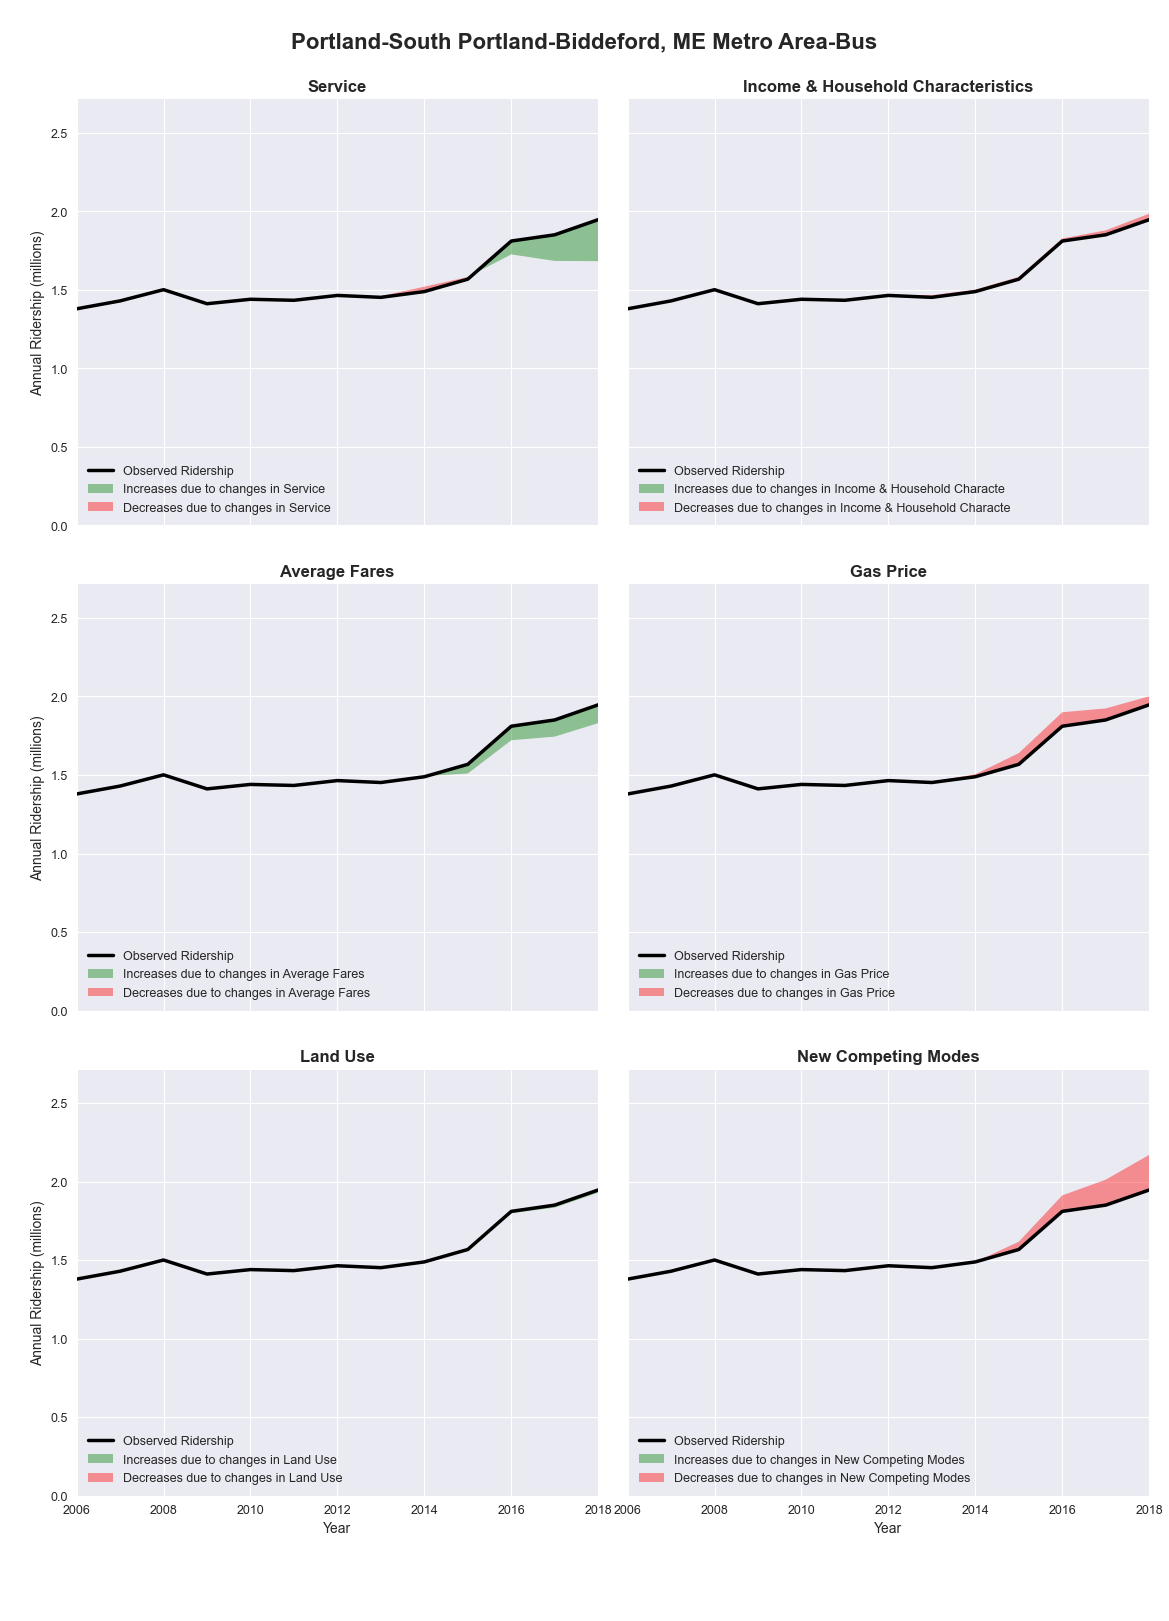 Portland-South Portland-Biddeford, ME Metro Area-Bus
Service
Income & Household Characteristics
2.5
2.0
1.5
1.0
0.5
0.0
Annual Ridership (millions)
Observed Ridership
Increases due to changes in Service
Decreases due to changes in Service
Observed Ridership
Increases due to changes in Income & Household Characte
Decreases due to changes in Income & Household Characte
Average Fares
Gas Price
2.5
2.0
1.5
1.0
0.5
0.0
Annual Ridership (millions)
Observed Ridership
Increases due to changes in Average Fares
Decreases due to changes in Average Fares
Observed Ridership
Increases due to changes in Gas Price
Decreases due to changes in Gas Price
Land Use
New Competing Modes
2.5
2.0
1.5
1.0
0.5
0.0
Annual Ridership (millions)
Observed Ridership
Increases due to changes in Land Use
Decreases due to changes in Land Use
Observed Ridership
Increases due to changes in New Competing Modes
Decreases due to changes in New Competing Modes
2006 2008 2010 2012 2014 2016 2018
2006 2008 2010 2012 2014 2016 2018
Year
Year